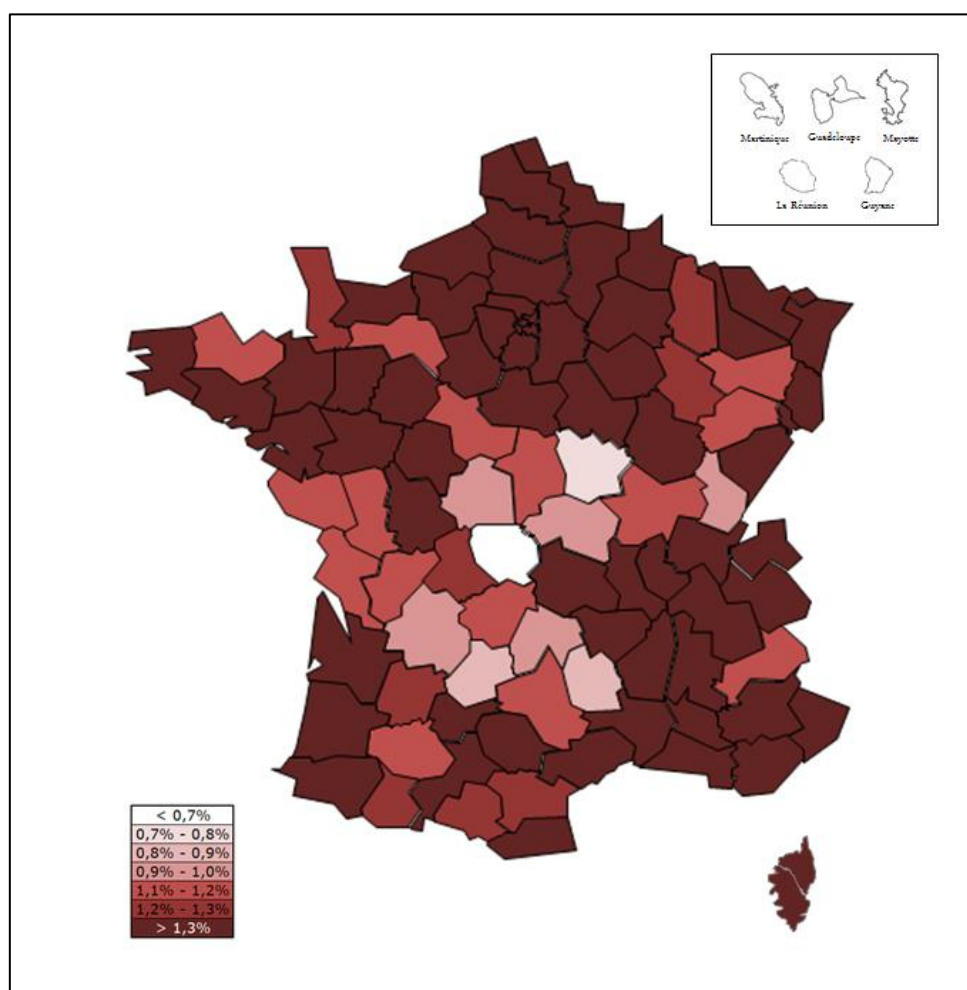 Martinique Guadeloupe Mayotte
La Réunion Guyane
< 0,7%
0,7% - 0,8%
0,8% - 0,9%
0,9% - 1,0%
1,1% - 1,2%
1,2% - 1,3%
> 1,3%